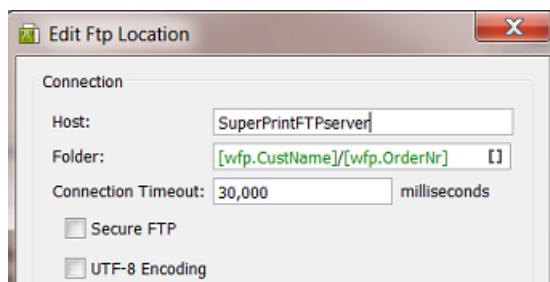 Edit Ftp Location
Connection
Host: SuperPrintFTPserver
Folder: [wfp.CustName]/[wfp.OrderNr] []
Connection Timeout: 30,000 milliseconds
Secure FTP
UTF-8 Encoding